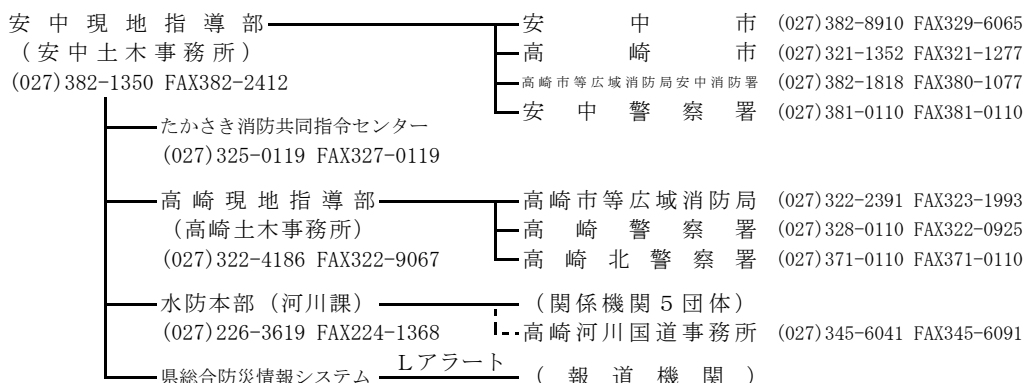 安中現地指導部 安中市 (027)382-8910 FAX329-6065
(安中土木事務所) 高崎市 (027)321-1352 FAX321-1277
(027)382-1350 FAX382-2412 高崎市等広域消防局安中消防署 (027)382-1818 FAX380-1077
安中警察署 (027)381-0110 FAX381-0110
たかさき消防共同指令センター
(027)325-0119 FAX327-0119
高崎現地指導部 高崎市等広域消防局 (027)322-2391 FAX323-1993
(高崎土木事務所) 高崎警察署 (027)328-0110 FAX322-0925
(027)322-4186 FAX322-9067 高崎北警察署 (027)371-0110 FAX371-0110
水防本部(河川課) (関係機関5団体)
(027)226-3619 FAX224-1368 高崎河川国道事務所 (027)345-6041 FAX345-6091
県総合防災情報システム Lアラート (報道機関)